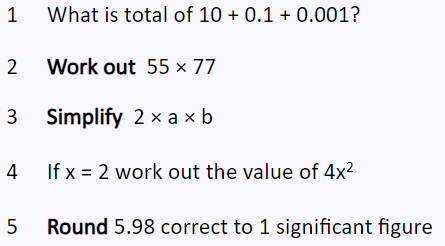 1 What is total of 10 + 0.1 + 0.001?
2 Work out 55 × 77
3 Simplify 2 × a × b
4 If x = 2 work out the value of 4x²
5 Round 5.98 correct to 1 significant figure